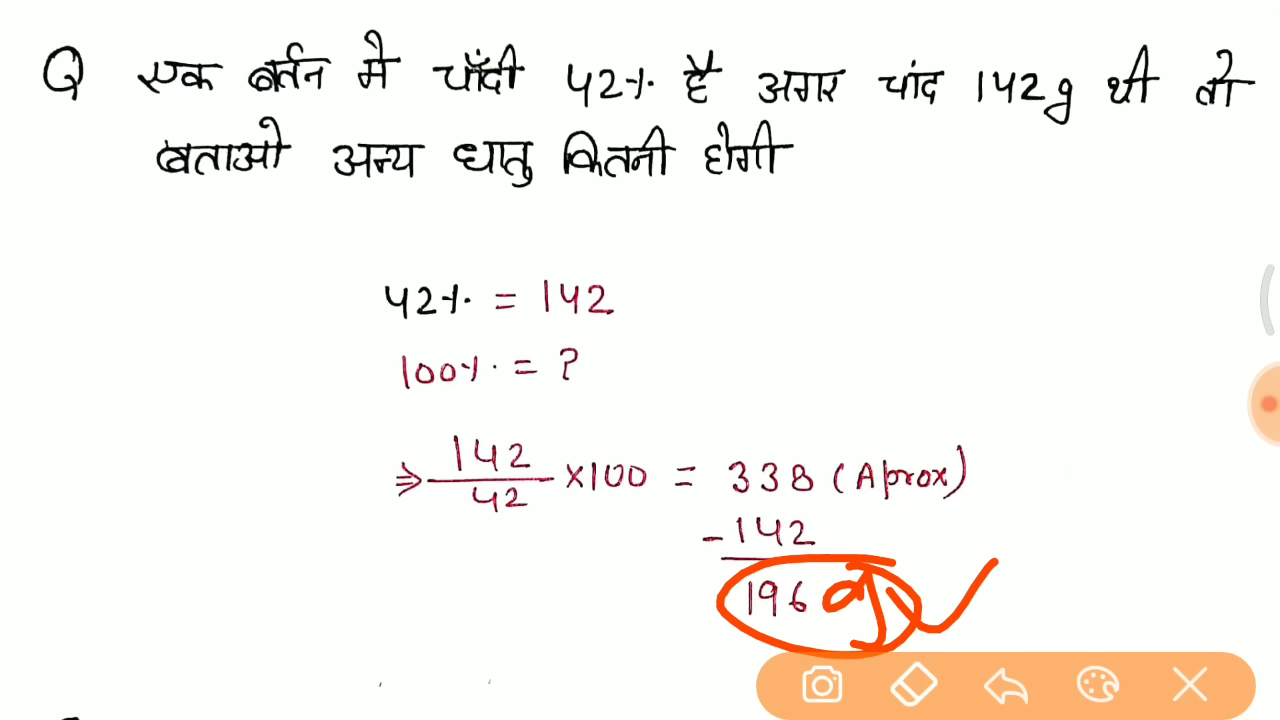 Q एक बर्तन मे चाँदी 42% है अगर चांद 142g थी तो
बताओ अन्य धातु कितनी होगी
42% = 142
100% = ?
⇒ 142/42 ×100 = 338 (Aprox)
-142
196 g